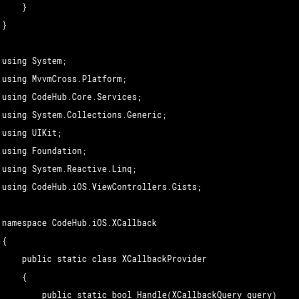 }
}

using System;
using MvvmCross.Platform;
using CodeHub.Core.Services;
using System.Collections.Generic;
using UIKit;
using Foundation;
using System.Reactive.Linq;
using CodeHub.iOS.ViewControllers.Gists;

namespace CodeHub.iOS.XCallback
{
    public static class XCallbackProvider
    {
        public static bool Handle(XCallbackQuery query)